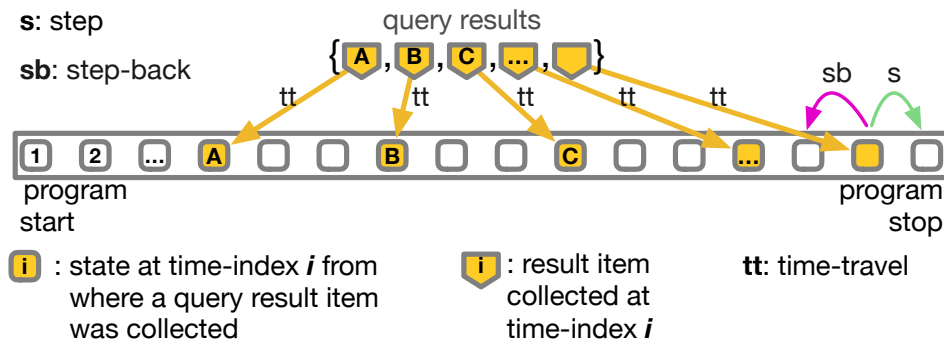 s: step
query results
{A, B, C, ..., }
sb: step-back
sb s
tt tt tt tt tt
1 2 ... A B C ...
program program
start stop
i : state at time-index i from
where a query result item
was collected
i : result item
collected at
time-index i
tt: time-travel